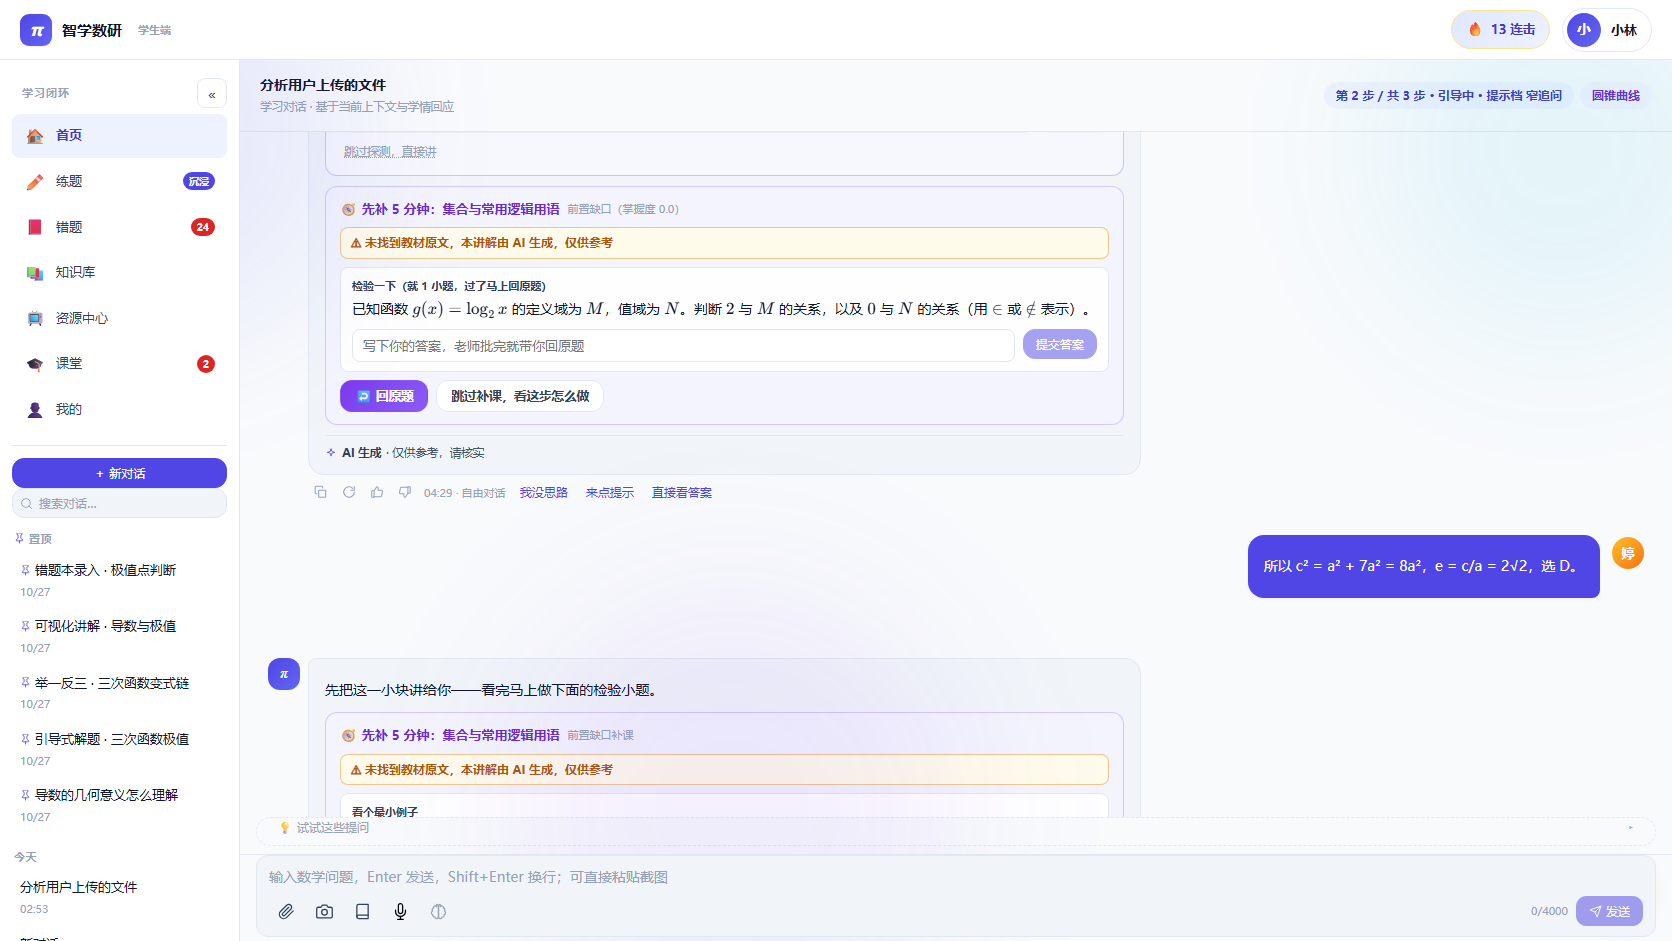 π 智学数研 学生端
🔥 13 连击
小 小林
学习闭环
«
首页
练题 沉浸
错题 24
知识库
资源中心
课堂 2
我的
+ 新对话
搜索对话...
置顶
错题本录入 · 极值点判断
10/27
可视化讲解 · 导数与极值
10/27
举一反三 · 三次函数变式链
10/27
引导式解题 · 三次函数极值
10/27
导数的几何意义怎么理解
10/27
今天
分析用户上传的文件
02:53
分析用户上传的文件
学习对话 · 基于当前上下文与学情回应
第 2 步 / 共 3 步 • 引导中 • 提示档 窄追问
圆锥曲线
跳过探测，直接讲
先补 5 分钟：集合与常用逻辑用语 前置缺口（掌握度 0.0）
⚠ 未找到教材原文，本讲解由 AI 生成，仅供参考
检验一下（就 1 小题，过了马上回原题）
已知函数 g(x) = log₂ x 的定义域为 M，值域为 N。判断 2 与 M 的关系，以及 0 与 N 的关系（用 ∈ 或 ∉ 表示）。
写下你的答案，老师批完就带你回原题
提交答案
回原题
跳过补课，看这步怎么做
AI 生成 · 仅供参考，请核实
04:29 · 自由对话 我没思路 来点提示 直接看答案
所以 c² = a² + 7a² = 8a²，e = c/a = 2√2，选 D。
婷
π
先把这一小块讲给你——看完马上做下面的检验小题。
先补 5 分钟：集合与常用逻辑用语 前置缺口补课
⚠ 未找到教材原文，本讲解由 AI 生成，仅供参考
看个最小例子
试试这些提问
输入数学问题，Enter 发送，Shift+Enter 换行；可直接粘贴截图
0/4000
发送